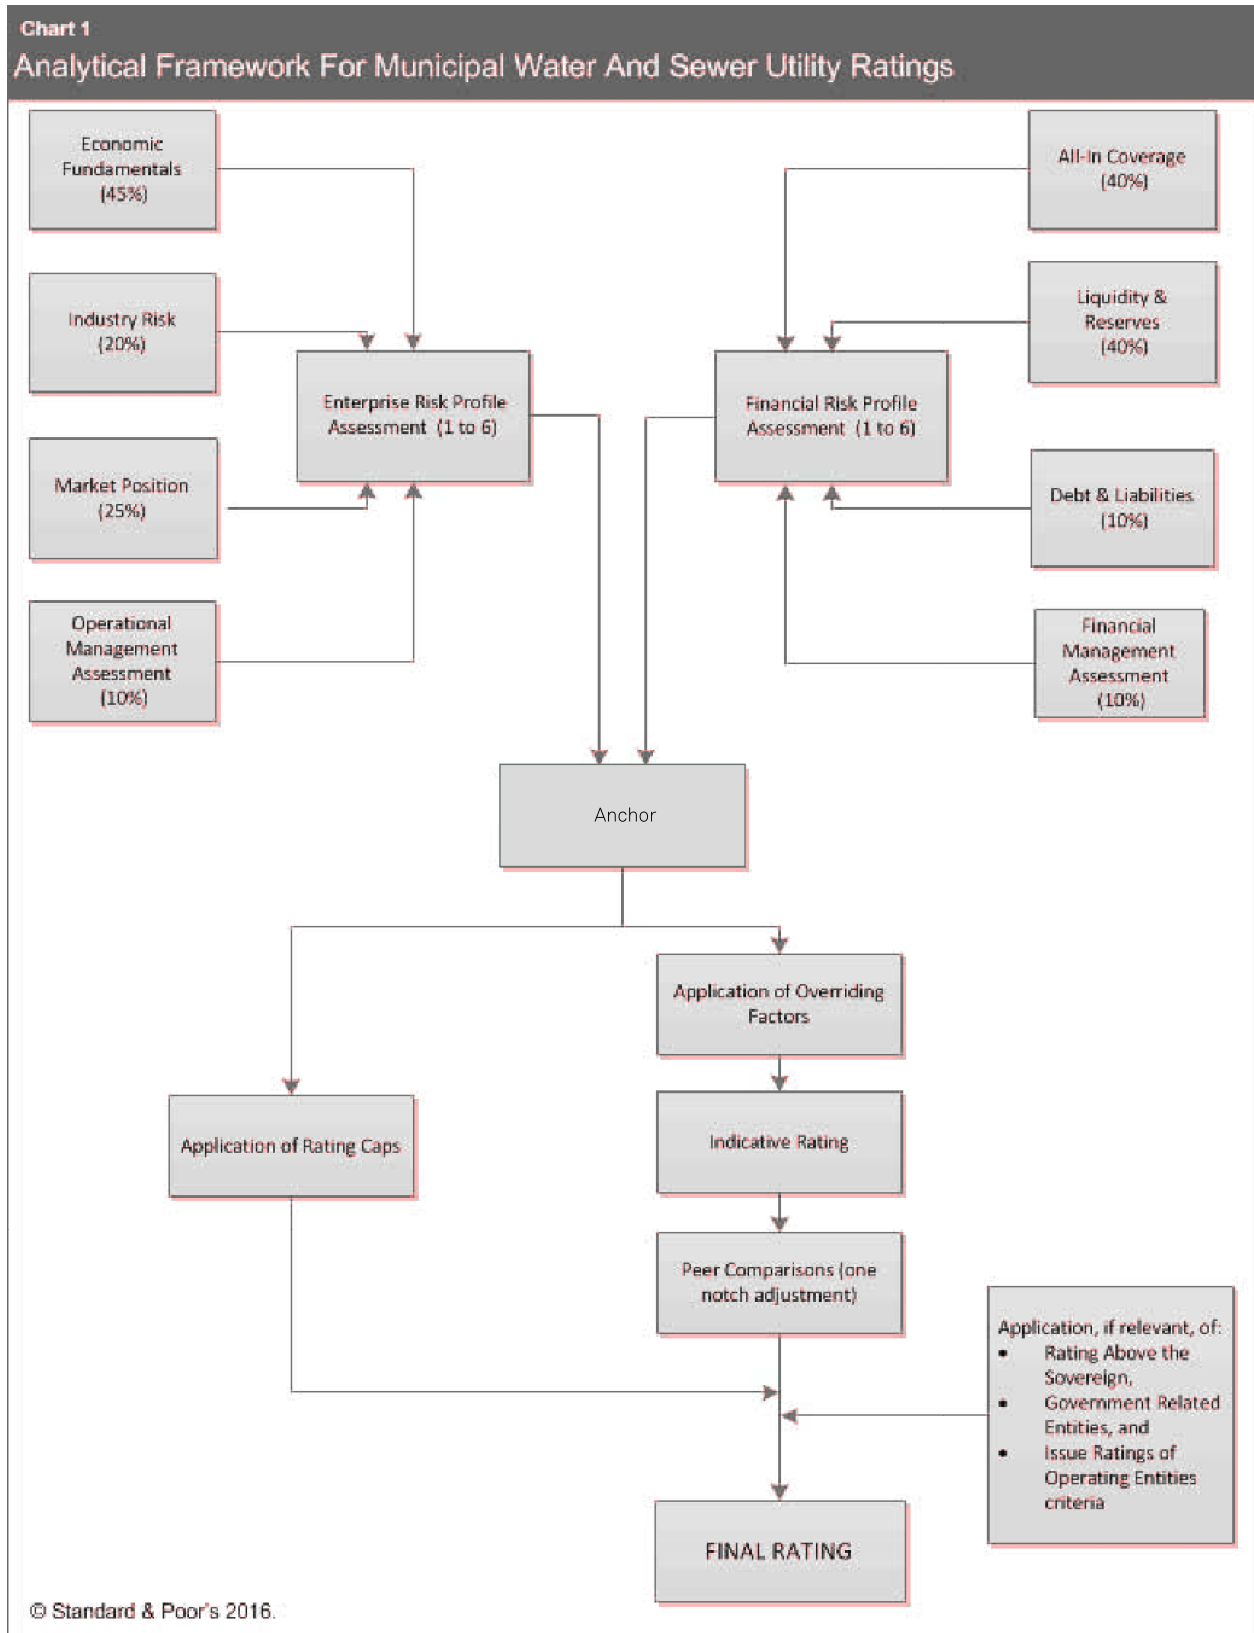 Chart 1
Analytical Framework For Municipal Water And Sewer Utility Ratings
Economic
Fundamentals
(45%)
Industry Risk
(20%)
Market Position
(25%)
Operational
Management
Assessment
(10%)
Enterprise Risk Profile
Assessment (1 to 6)
Financial Risk Profile
Assessment (1 to 6)
All-In Coverage
(40%)
Liquidity &
Reserves
(40%)
Debt & Liabilities
(10%)
Financial
Management
Assessment
(10%)
Anchor
Application of Overriding
Factors
Application of Rating Caps
Indicative Rating
Peer Comparisons (one
notch adjustment)
Application, if relevant, of:
• Rating Above the
Sovereign,
• Government Related
Entities, and
• Issue Ratings of
Operating Entities
criteria
FINAL RATING
© Standard & Poor's 2016.